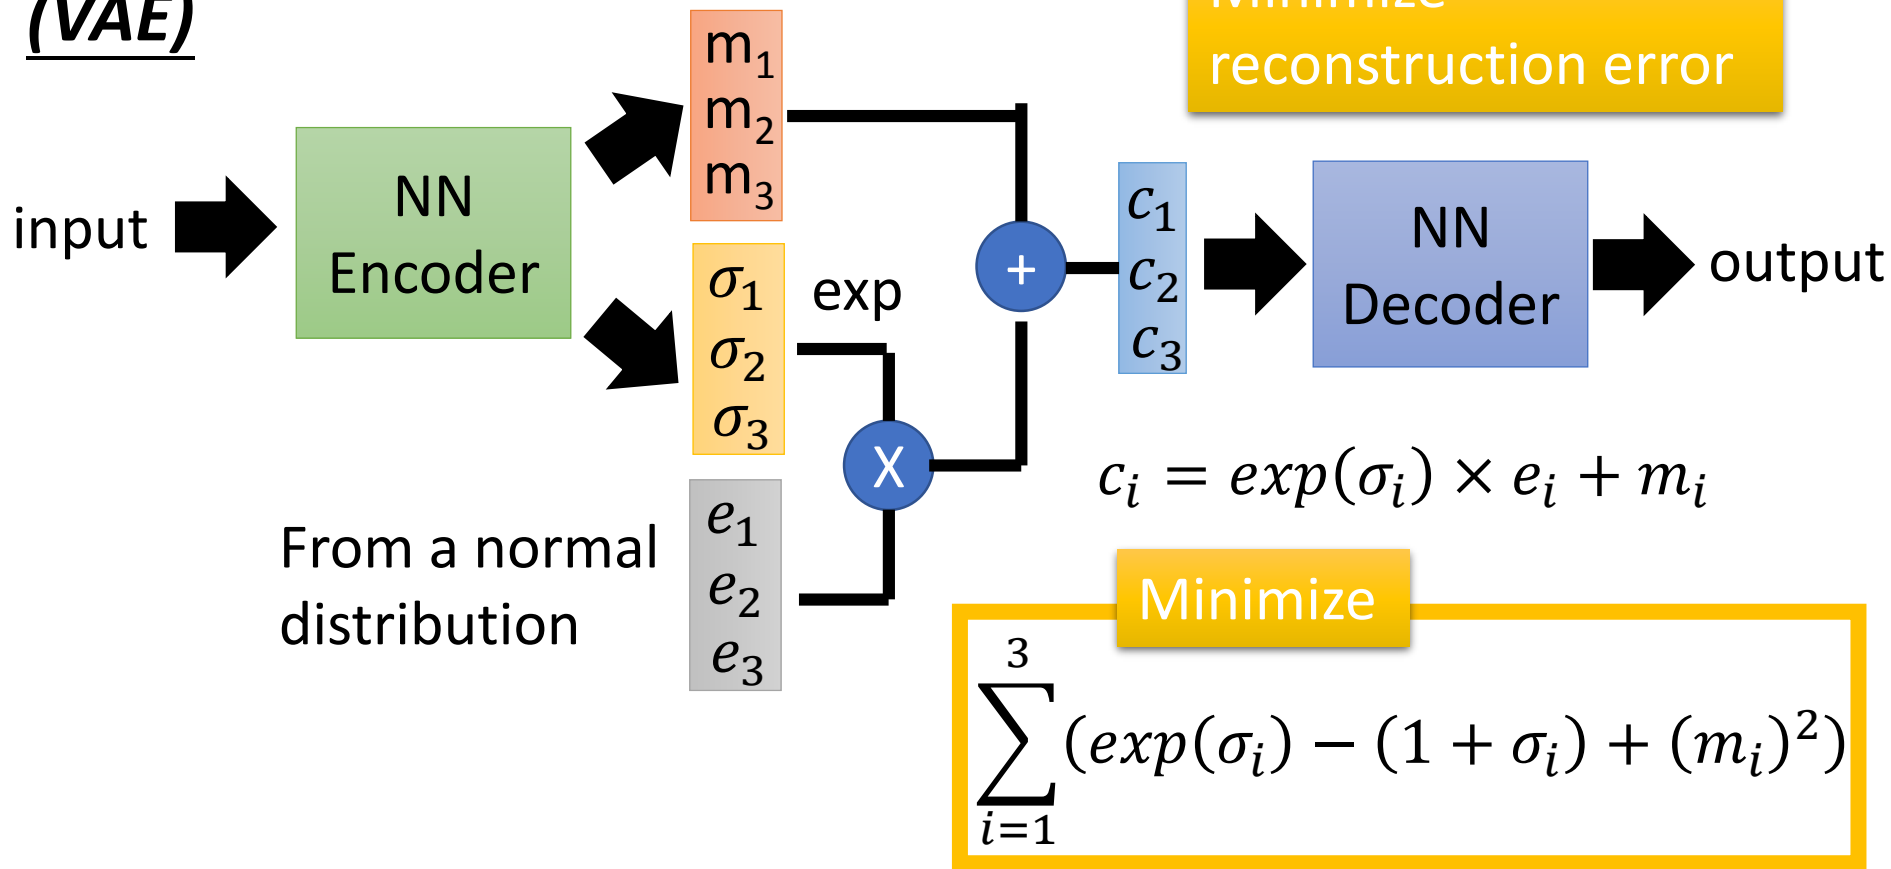 (VAE)
Minimize
reconstruction error
m₁
m₂
m₃
input
NN
Encoder
σ₁
σ₂
σ₃
exp
+
X
c₁
c₂
c₃
NN
Decoder
output
From a normal
distribution
e₁
e₂
e₃
cᵢ = exp(σᵢ) × eᵢ + mᵢ
Minimize
∑_{i=1}^{3} (exp(σᵢ) − (1 + σᵢ) + (mᵢ)²)